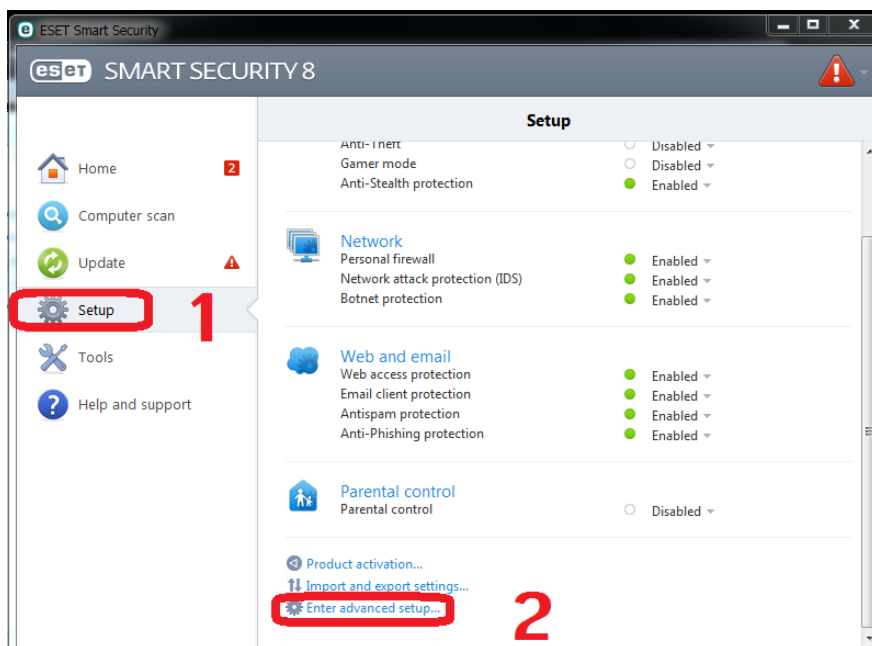 ESET Smart Security
eset SMART SECURITY 8
Setup
Home 2
Computer scan
Update
Setup 1
Tools
Help and support
Anti-Theft Disabled
Gamer mode Disabled
Anti-Stealth protection Enabled
Network
Personal firewall Enabled
Network attack protection (IDS) Enabled
Botnet protection Enabled
Web and email
Web access protection Enabled
Email client protection Enabled
Antispam protection Enabled
Anti-Phishing protection Enabled
Parental control
Parental control Disabled
Product activation...
Import and export settings...
Enter advanced setup... 2